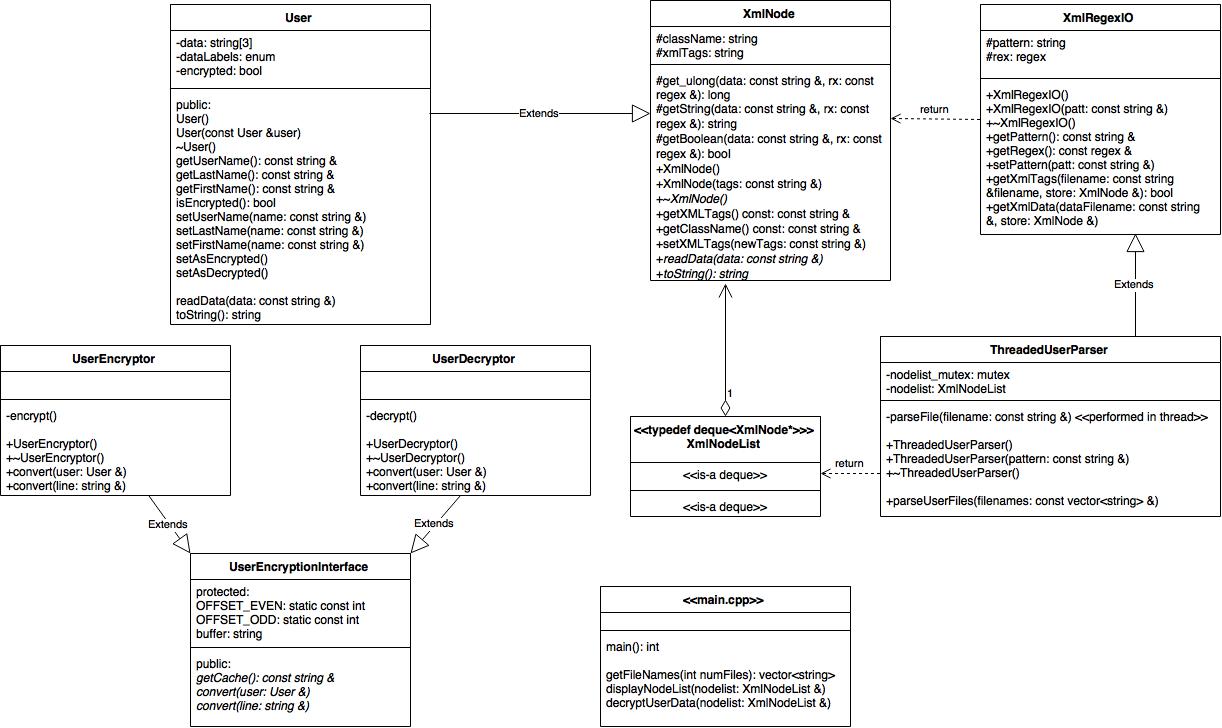 User
-data: string[3]
-dataLabels: enum
-encrypted: bool
public:
User()
User(const User &user)
~User()
getUserName(): const string &
getLastName(): const string &
getFirstName(): const string &
isEncrypted(): bool
setUserName(name: const string &)
setLastName(name: const string &)
setFirstName(name: const string &)
setAsEncrypted()
setAsDecrypted()
readData(data: const string &)
toString(): string
Extends
XmlNode
#className: string
#xmlTags: string
#get_ulong(data: const string &, rx: const
regex &): long
#getString(data: const string &, rx: const
regex &): string
#getBoolean(data: const string &, rx: const
regex &): bool
+XmlNode()
+XmlNode(tags: const string &)
+~XmlNode()
+getXMLTags() const: const string &
+getClassName() const: const string &
+setXMLTags(newTags: const string &)
+readData(data: const string &)
+toString(): string
return
XmlRegexIO
#pattern: string
#rex: regex
+XmlRegexIO()
+XmlRegexIO(patt: const string &)
+~XmlRegexIO()
+getPattern(): const string &
+getRegex(): const regex &
+setPattern(patt: const string &)
+getXmlTags(filename: const string
&filename, store: XmlNode &): bool
+getXmlData(dataFilename: const string
&, store: XmlNode &)
Extends
UserEncryptor
-encrypt()
+UserEncryptor()
+~UserEncryptor()
+convert(user: User &)
+convert(line: string &)
Extends
UserDecryptor
-decrypt()
+UserDecryptor()
+~UserDecryptor()
+convert(user: User &)
+convert(line: string &)
Extends
1
<<typedef deque<XmlNode*>>>
XmlNodeList
<<is-a deque>>
<<is-a deque>>
return
ThreadedUserParser
-nodelist_mutex: mutex
-nodelist: XmlNodeList
-parseFile(filename: const string &) <<performed in thread>>
+ThreadedUserParser()
+ThreadedUserParser(pattern: const string &)
+~ThreadedUserParser()
+parseUserFiles(filenames: const vector<string> &)
UserEncryptionInterface
protected:
OFFSET_EVEN: static const int
OFFSET_ODD: static const int
buffer: string
public:
getCache(): const string &
convert(user: User &)
convert(line: string &)
<<main.cpp>>
main(): int
getFileNames(int numFiles): vector<string>
displayNodeList(nodelist: XmlNodeList &)
decryptUserData(nodelist: XmlNodeList &)